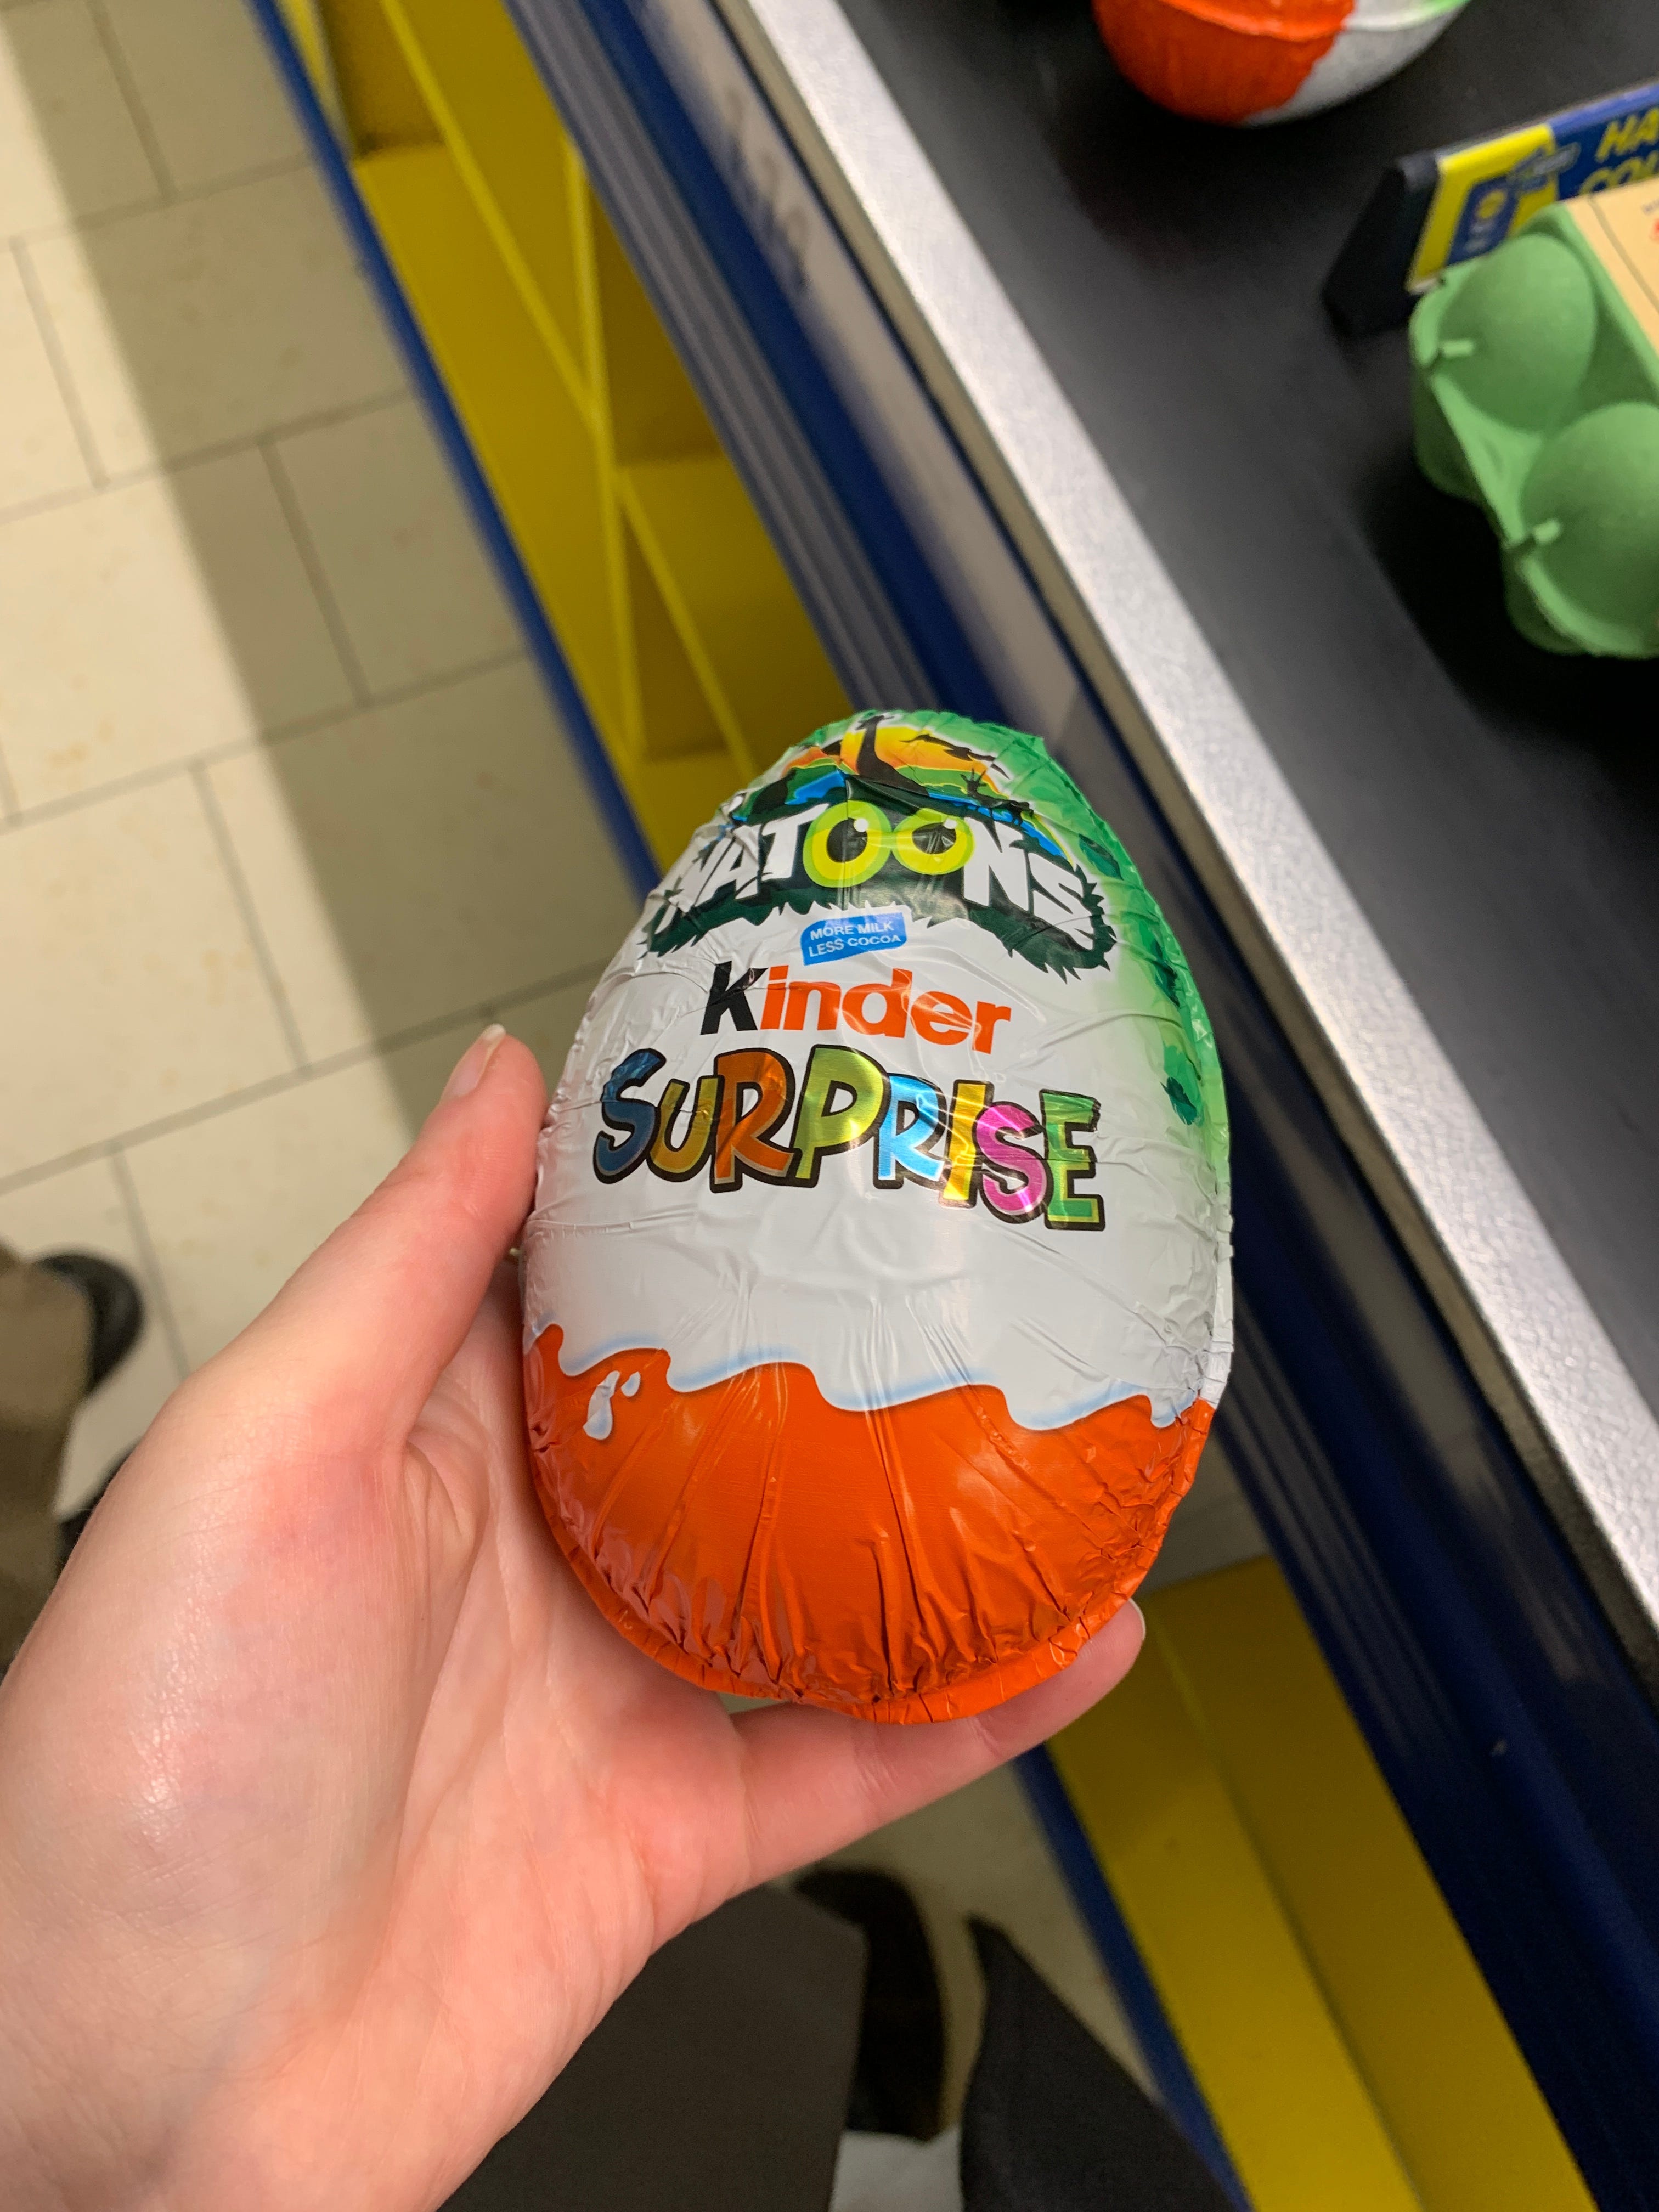 NATOONS
MORE MILK
LESS COCOA
Kinder
SURPRISE